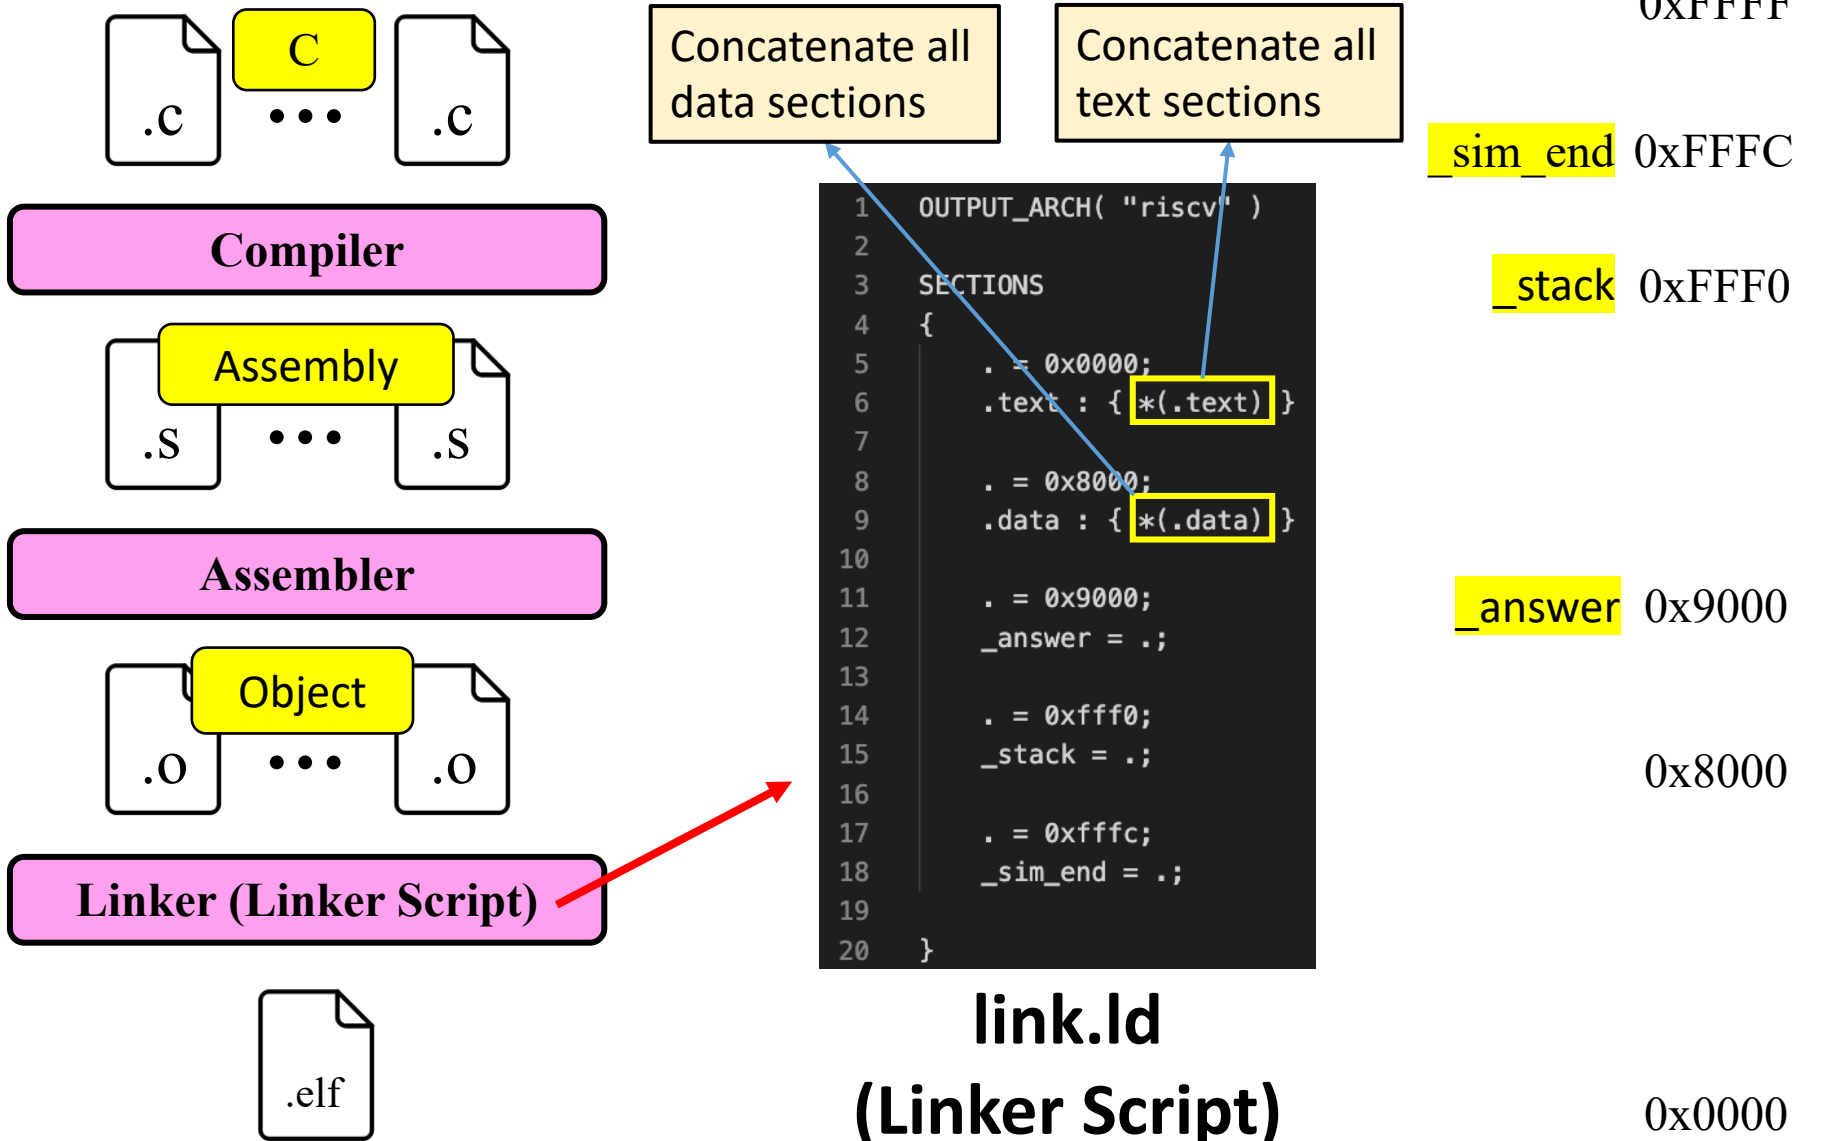 C
.c
•••
.c
Compiler
Assembly
.s
•••
.s
Assembler
Object
.o
•••
.o
Linker (Linker Script)
.elf
Concatenate all
data sections
Concatenate all
text sections
1 OUTPUT_ARCH( "riscv" )
2
3 SECTIONS
4 {
5 . = 0x0000;
6 .text : { *(.text) }
7
8 . = 0x8000;
9 .data : { *(.data) }
10
11 . = 0x9000;
12 _answer = .;
13
14 . = 0xfff0;
15 _stack = .;
16
17 . = 0xfffc;
18 _sim_end = .;
19
20 }
link.ld
(Linker Script)
0xFFFF
_sim_end 0xFFFC
_stack 0xFFF0
_answer 0x9000
0x8000
0x0000